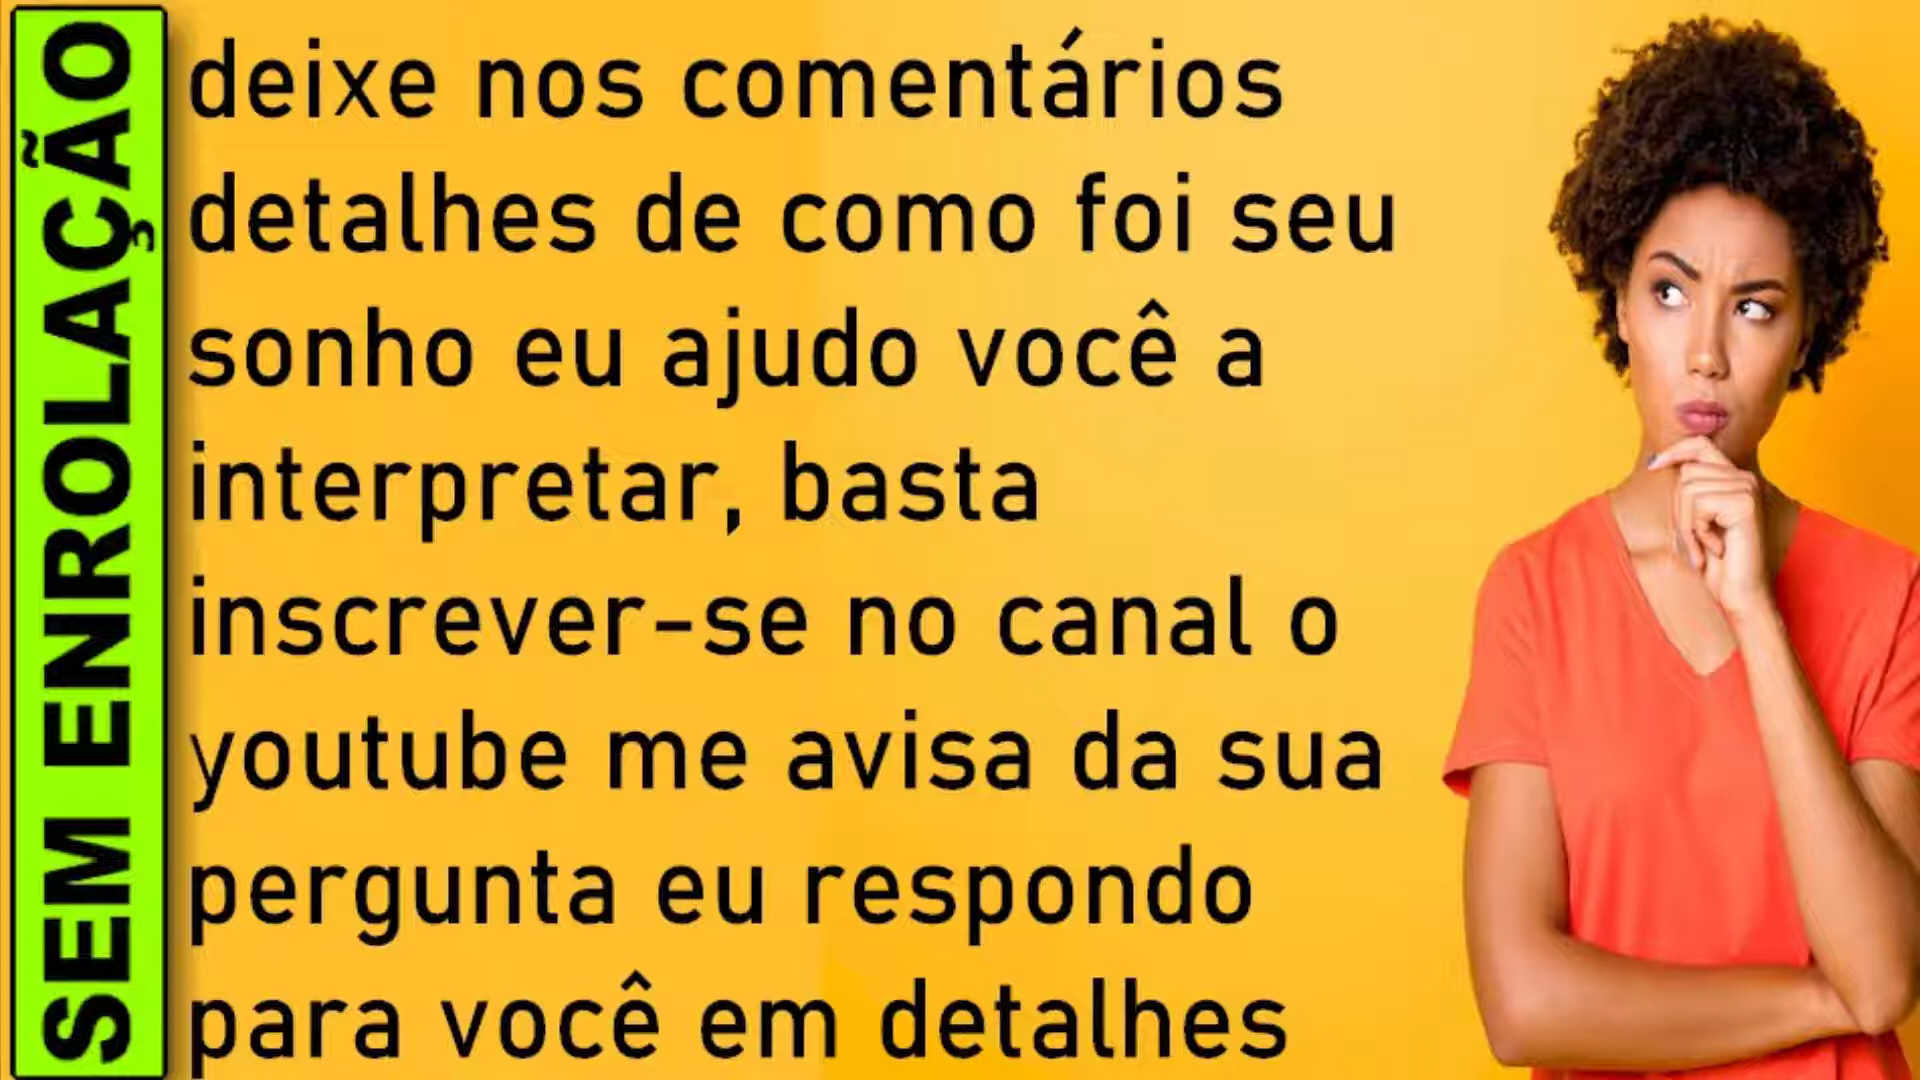 SEM ENROLAÇÃO
deixe nos comentários
detalhes de como foi seu
sonho eu ajudo você a
interpretar, basta
inscrever-se no canal o
youtube me avisa da sua
pergunta eu respondo
para você em detalhes